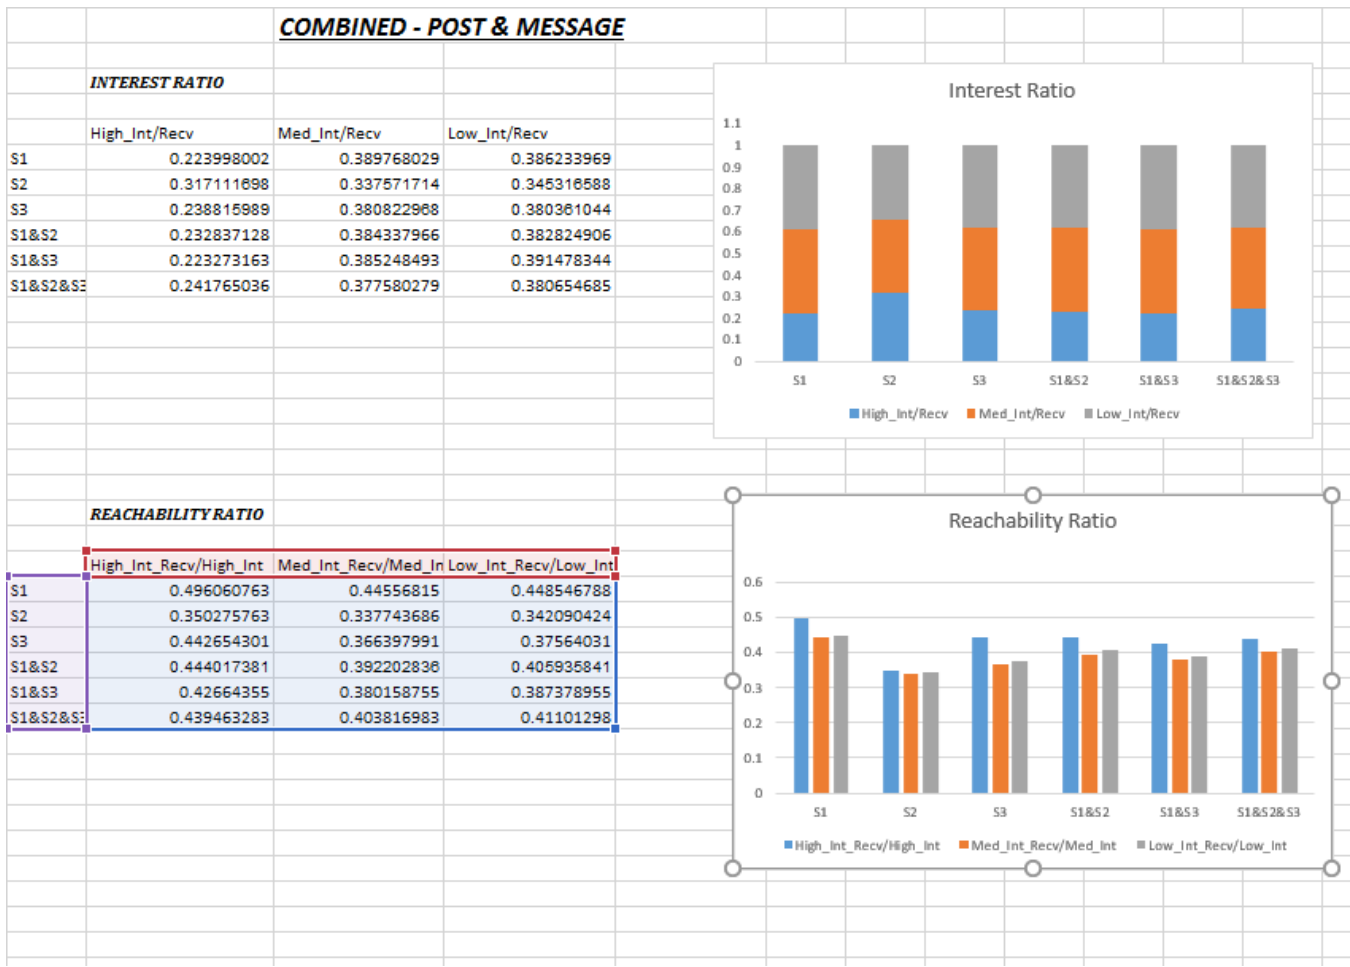 COMBINED - POST & MESSAGE
INTEREST RATIO
High_Int/Recv Med_Int/Recv Low_Int/Recv
S1 0.223998002 0.389768029 0.386233969
S2 0.317111698 0.337571714 0.345316588
S3 0.238815989 0.380822968 0.380361044
S1&S2 0.232837128 0.384337966 0.382824906
S1&S3 0.223273163 0.385248493 0.391478344
S1&S2&S3 0.241765036 0.377580279 0.380654685
Interest Ratio
1.1
1
0.9
0.8
0.7
0.6
0.5
0.4
0.3
0.2
0.1
0
S1 S2 S3 S1&S2 S1&S3 S1&S2&S3
High_Int/Recv Med_Int/Recv Low_Int/Recv
REACHABILITY RATIO
High_Int_Recv/High_Int Med_Int_Recv/Med_In Low_Int_Recv/Low_Int
S1 0.496060763 0.44556815 0.448546788
S2 0.350275763 0.337743686 0.342090424
S3 0.442654301 0.366397991 0.37564031
S1&S2 0.444017381 0.392202836 0.405935841
S1&S3 0.42664355 0.380158755 0.387378955
S1&S2&S3 0.439463283 0.403816983 0.41101298
Reachability Ratio
0.6
0.5
0.4
0.3
0.2
0.1
0
S1 S2 S3 S1&S2 S1&S3 S1&S2&S3
High_Int_Recv/High_Int Med_Int_Recv/Med_Int Low_Int_Recv/Low_Int